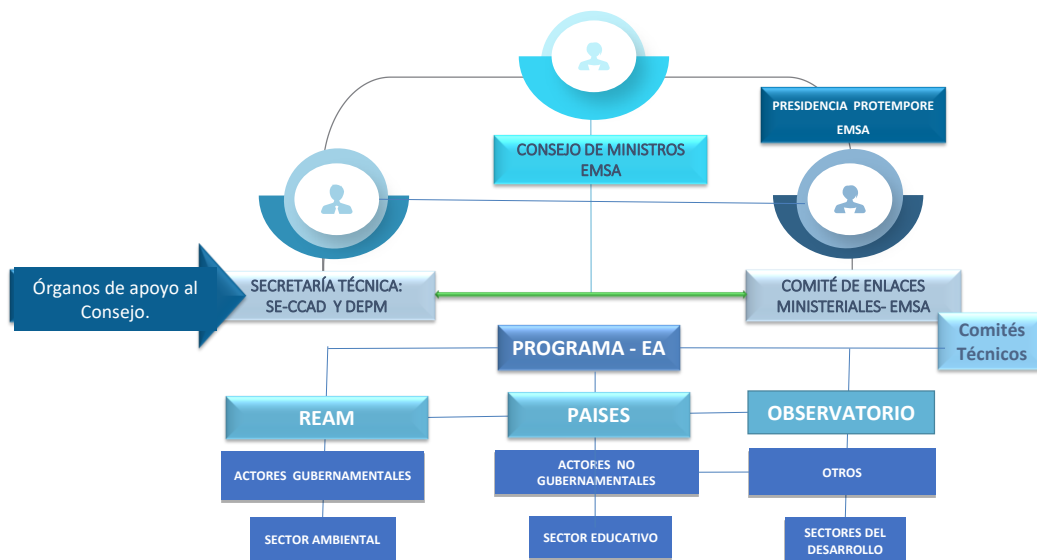 PRESIDENCIA PROTEMPORE
EMSA
CONSEJO DE MINISTROS
EMSA
Órganos de apoyo al
Consejo.
SECRETARÍA TÉCNICA:
SE-CCAD Y DEPM
COMITÉ DE ENLACES
MINISTERIALES- EMSA
Comités
Técnicos
PROGRAMA - EA
REAM
PAISES
OBSERVATORIO
ACTORES GUBERNAMENTALES
ACTORES NO
GUBERNAMENTALES
OTROS
SECTOR AMBIENTAL
SECTOR EDUCATIVO
SECTORES DEL
DESARROLLO